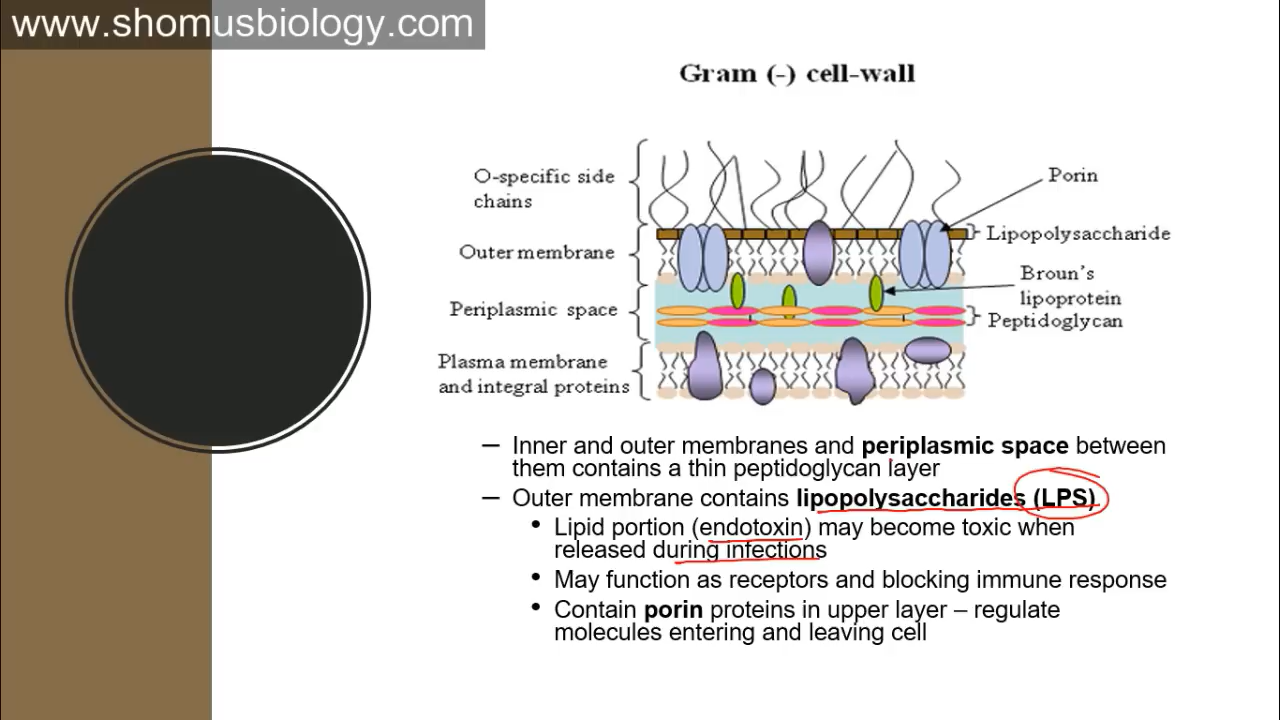 www.shomusbiology.com
Gram (-) cell-wall
O-specific side
chains
Outer membrane
Periplasmic space
Plasma membrane
and integral proteins
Porin
Lipopolysaccharide
Broun's
lipoprotein
Peptidoglycan
– Inner and outer membranes and periplasmic space between
them contains a thin peptidoglycan layer
– Outer membrane contains lipopolysaccharides (LPS)
• Lipid portion (endotoxin) may become toxic when
released during infections
• May function as receptors and blocking immune response
• Contain porin proteins in upper layer – regulate
molecules entering and leaving cell